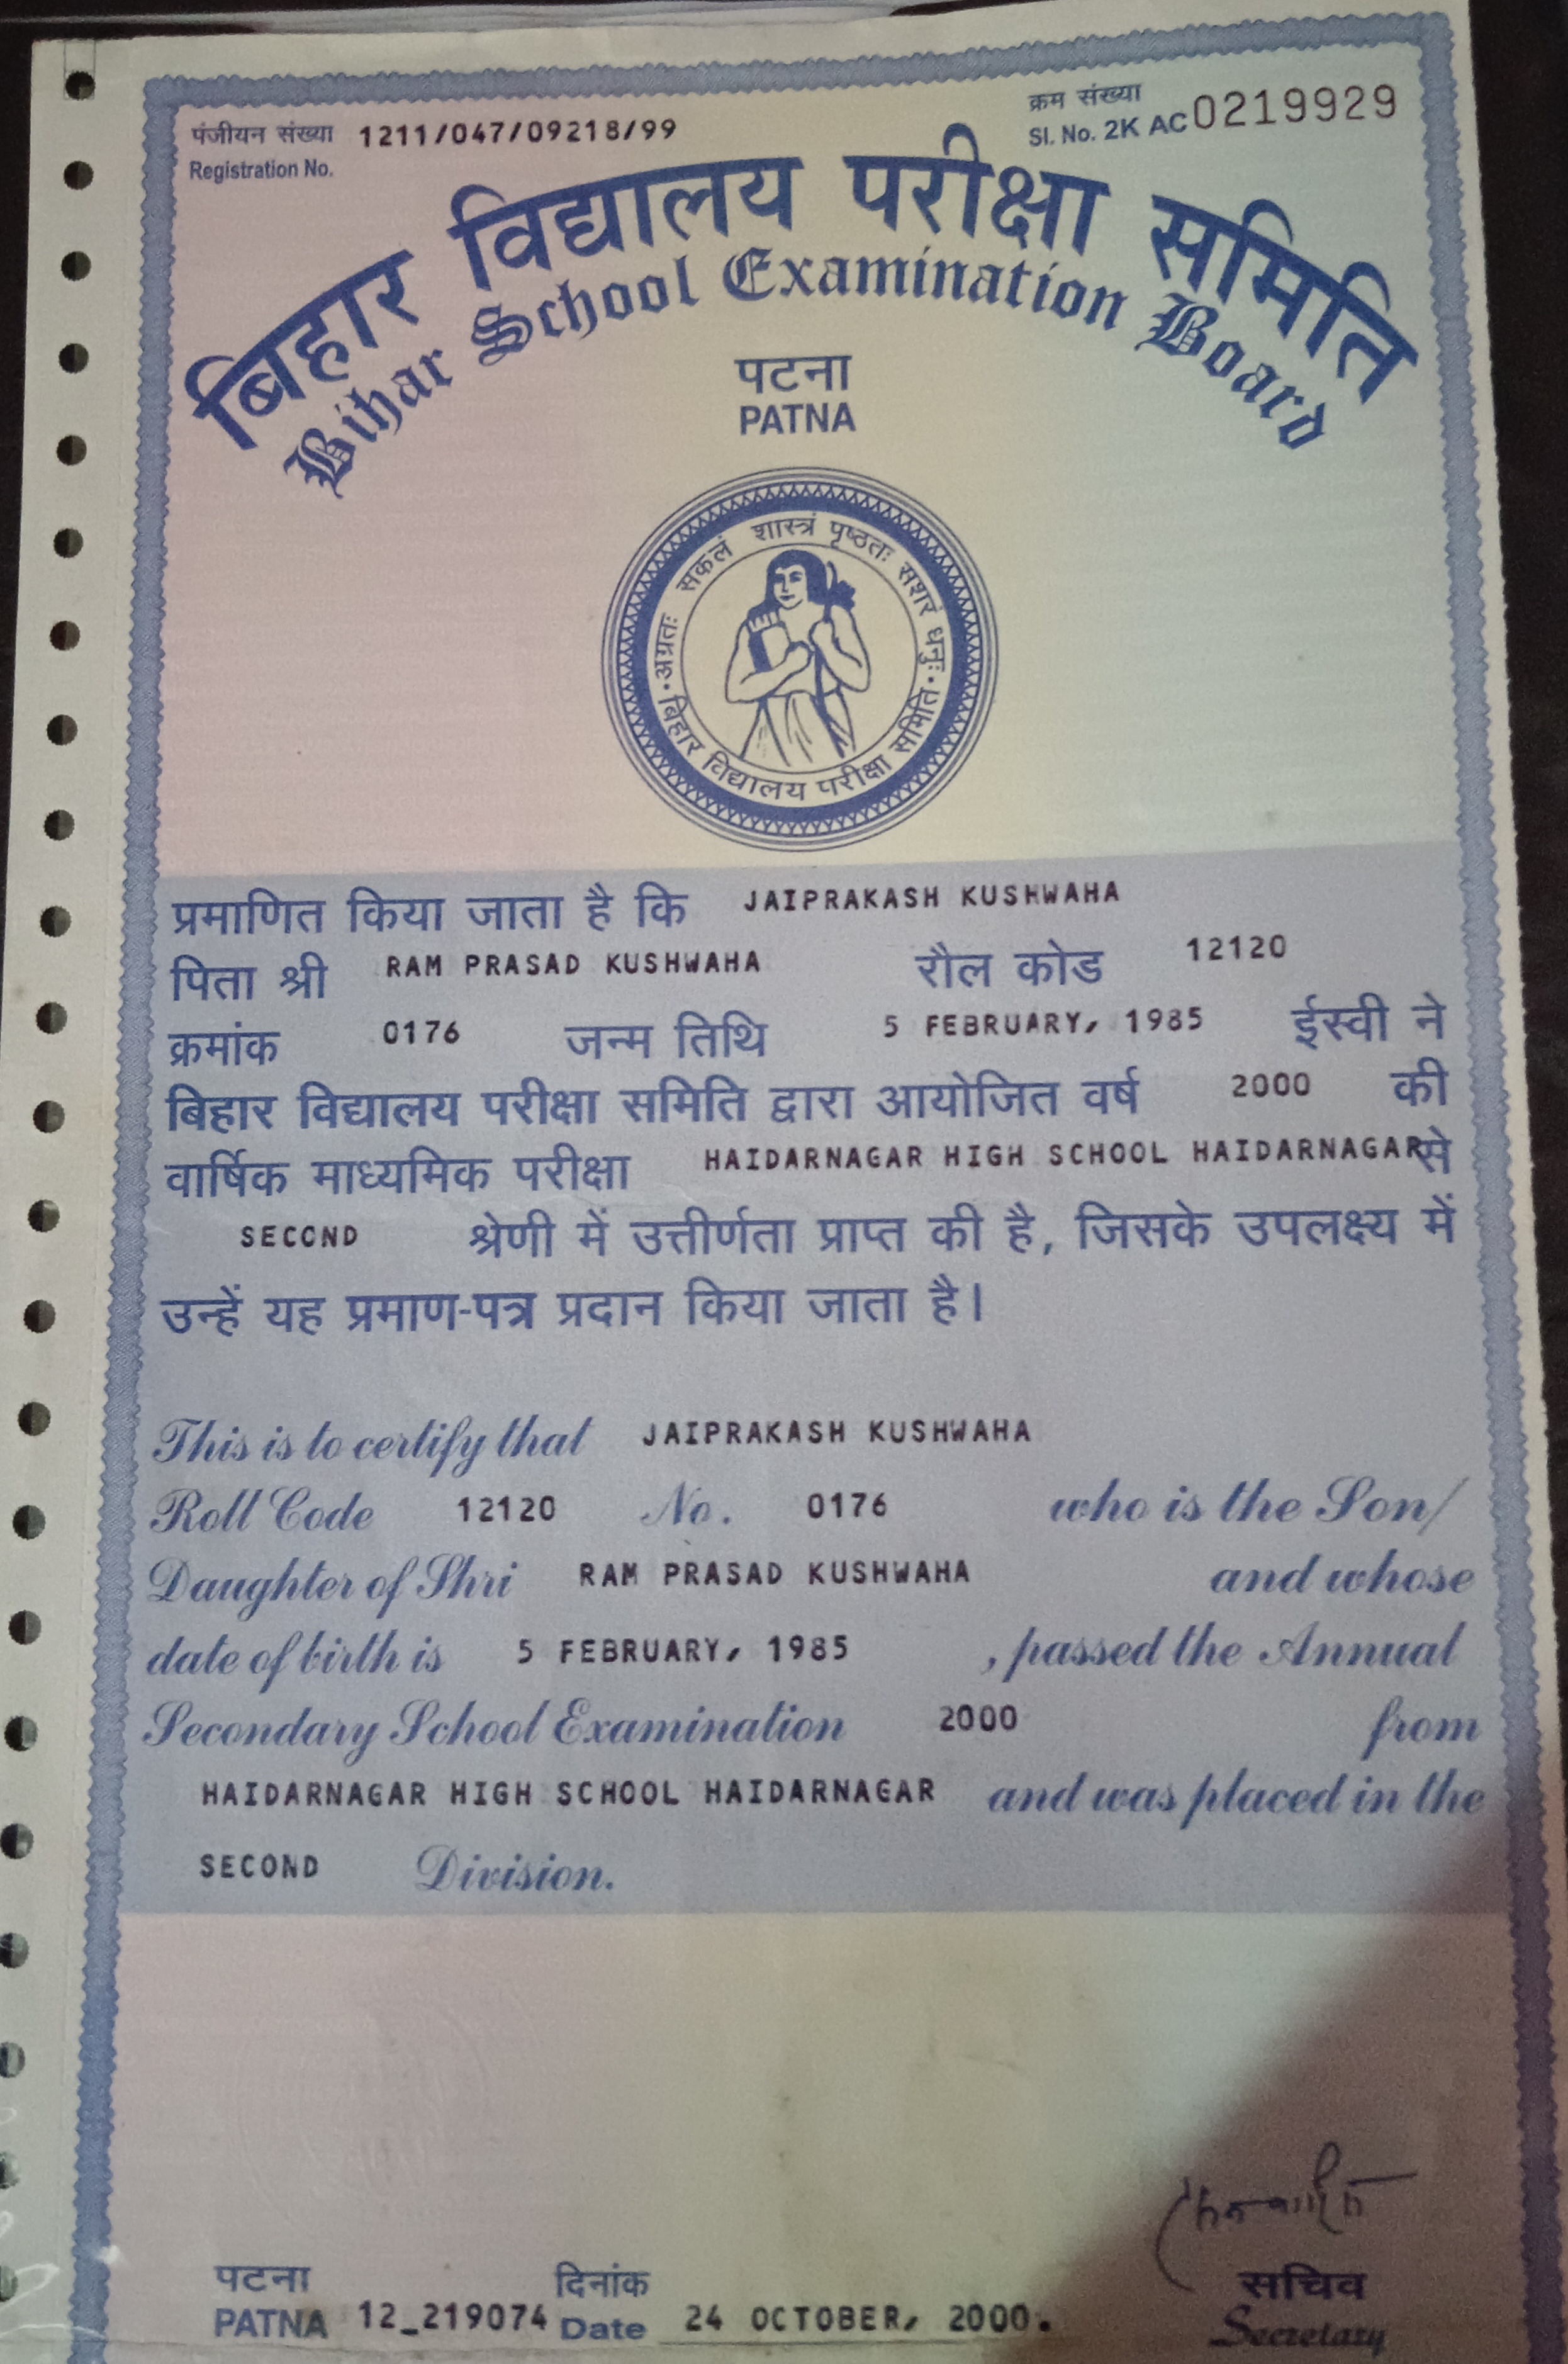 पंजीयन संख्या 1211/047/09218/99
Registration No.
क्रम संख्या
Sl. No. 2K AC 0219929
बिहार विद्यालय परीक्षा समिति
Bihar School Examination Board
पटना
PATNA
अग्रतः सकलं शास्त्रं पृष्ठतः सशरं धनुः
बिहार विद्यालय परीक्षा समिति
प्रमाणित किया जाता है कि JAIPRAKASH KUSHWAHA
पिता श्री RAM PRASAD KUSHWAHA रौल कोड 12120
क्रमांक 0176 जन्म तिथि 5 FEBRUARY, 1985 ईस्वी ने
बिहार विद्यालय परीक्षा समिति द्वारा आयोजित वर्ष 2000 की
वार्षिक माध्यमिक परीक्षा HAIDARNAGAR HIGH SCHOOL HAIDARNAGAR से
SECOND श्रेणी में उत्तीर्णता प्राप्त की है, जिसके उपलक्ष्य में
उन्हें यह प्रमाण-पत्र प्रदान किया जाता है।
This is to certify that JAIPRAKASH KUSHWAHA
Roll Code 12120 No. 0176 who is the Son/
Daughter of Shri RAM PRASAD KUSHWAHA and whose
date of birth is 5 FEBRUARY, 1985 , passed the Annual
Secondary School Examination 2000 from
HAIDARNAGAR HIGH SCHOOL HAIDARNAGAR and was placed in the
SECOND Division.
पटना दिनांक सचिव
PATNA 12_219074 Date 24 OCTOBER, 2000. Secretary